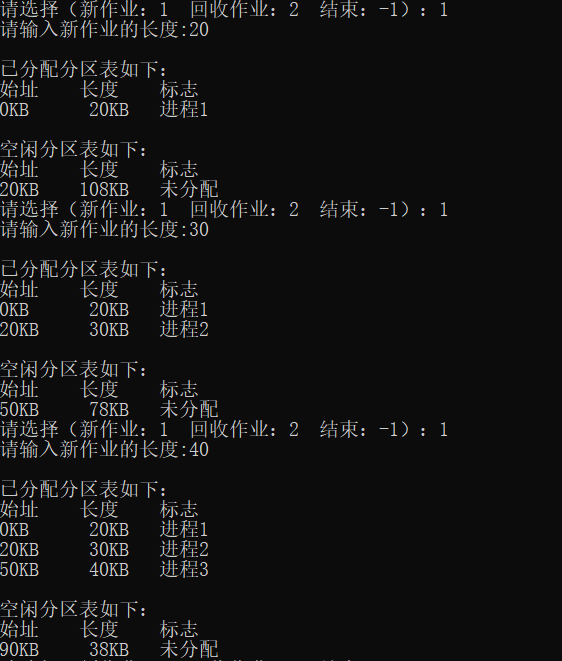 请选择（新作业：1  回收作业：2  结束：-1）：1
请输入新作业的长度:20
已分配分区表如下：
始址    长度    标志
0KB      20KB   进程1
空闲分区表如下：
始址    长度    标志
20KB    108KB   未分配
请选择（新作业：1  回收作业：2  结束：-1）：1
请输入新作业的长度:30
已分配分区表如下：
始址    长度    标志
0KB      20KB   进程1
20KB     30KB   进程2
空闲分区表如下：
始址    长度    标志
50KB     78KB   未分配
请选择（新作业：1  回收作业：2  结束：-1）：1
请输入新作业的长度:40
已分配分区表如下：
始址    长度    标志
0KB      20KB   进程1
20KB     30KB   进程2
50KB     40KB   进程3
空闲分区表如下：
始址    长度    标志
90KB     38KB   未分配